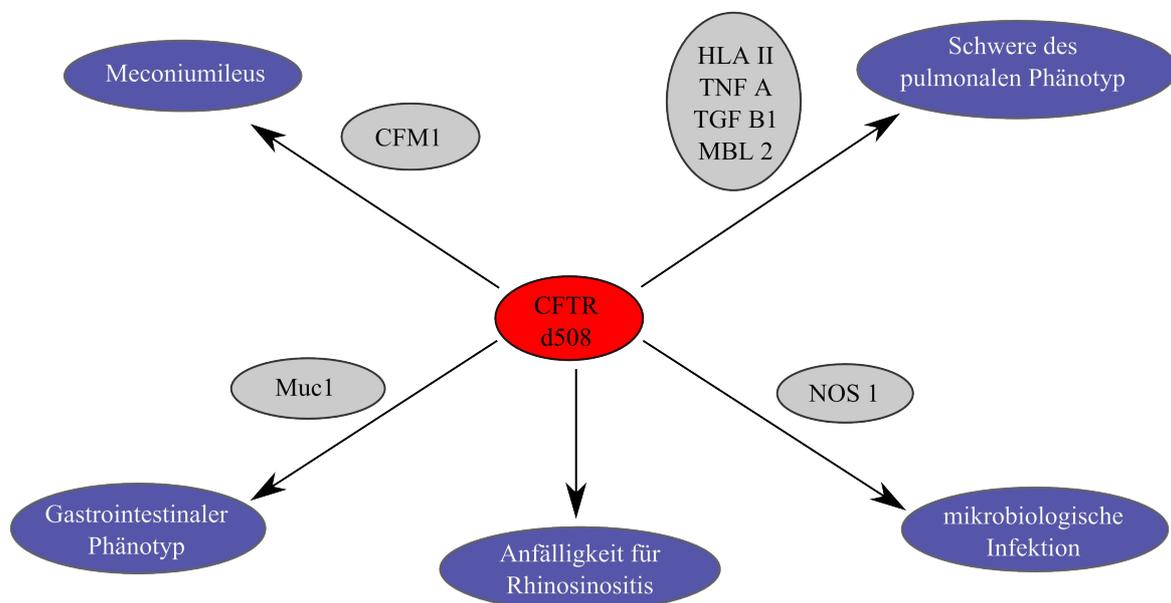 Meconiumileus
CFM1
HLA II
TNF A
TGF B1
MBL 2
Schwere des
pulmonalen Phänotyp
CFTR
d508
Muc1
NOS 1
Gastrointestinaler
Phänotyp
Anfälligkeit für
Rhinosinositis
mikrobiologische
Infektion